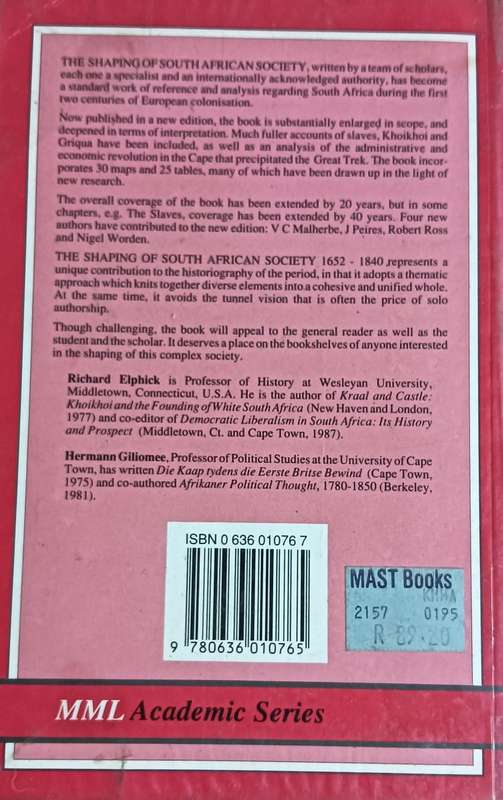 THE SHAPING OF SOUTH AFRICAN SOCIETY, written by a team of scholars,
each one a specialist and an internationally acknowledged authority, has become
a standard work of reference and analysis regarding South Africa during the first
two centuries of European colonisation.
Now published in a new edition, the book is substantially enlarged in scope, and
deepened in terms of interpretation. Much fuller accounts of slaves, Khoikhoi and
Griqua have been included, as well as an analysis of the administrative and
economic revolution in the Cape that precipitated the Great Trek. The book incor-
porates 30 maps and 25 tables, many of which have been drawn up in the light of
new research.
The overall coverage of the book has been extended by 20 years, but in some
chapters, e.g. The Slaves, coverage has been extended by 40 years. Four new
authors have contributed to the new edition: V C Malherbe, J Peires, Robert Ross
and Nigel Worden.
THE SHAPING OF SOUTH AFRICAN SOCIETY 1652 - 1840 represents a
unique contribution to the historiography of the period, in that it adopts a thematic
approach which knits together diverse elements into a cohesive and unified whole.
At the same time, it avoids the tunnel vision that is often the price of solo
authorship.
Though challenging, the book will appeal to the general reader as well as the
student and the scholar. It deserves a place on the bookshelves of anyone interested
in the shaping of this complex society.
Richard Elphick is Professor of History at Wesleyan University,
Middletown, Connecticut, U.S.A. He is the author of Kraal and Castle:
Khoikhoi and the Founding of White South Africa (New Haven and London,
1977) and co-editor of Democratic Liberalism in South Africa: Its History
and Prospect (Middletown, Ct. and Cape Town, 1987).
Hermann Giliomee, Professor of Political Studies at the University of Cape
Town, has written Die Kaap tydens die Eerste Britse Bewind (Cape Town,
1975) and co-authored Afrikaner Political Thought, 1780-1850 (Berkeley,
1981).
ISBN 0 636 01076 7
9 780636 010765
MAST Books
2157 0195
R 89.20
MML Academic Series